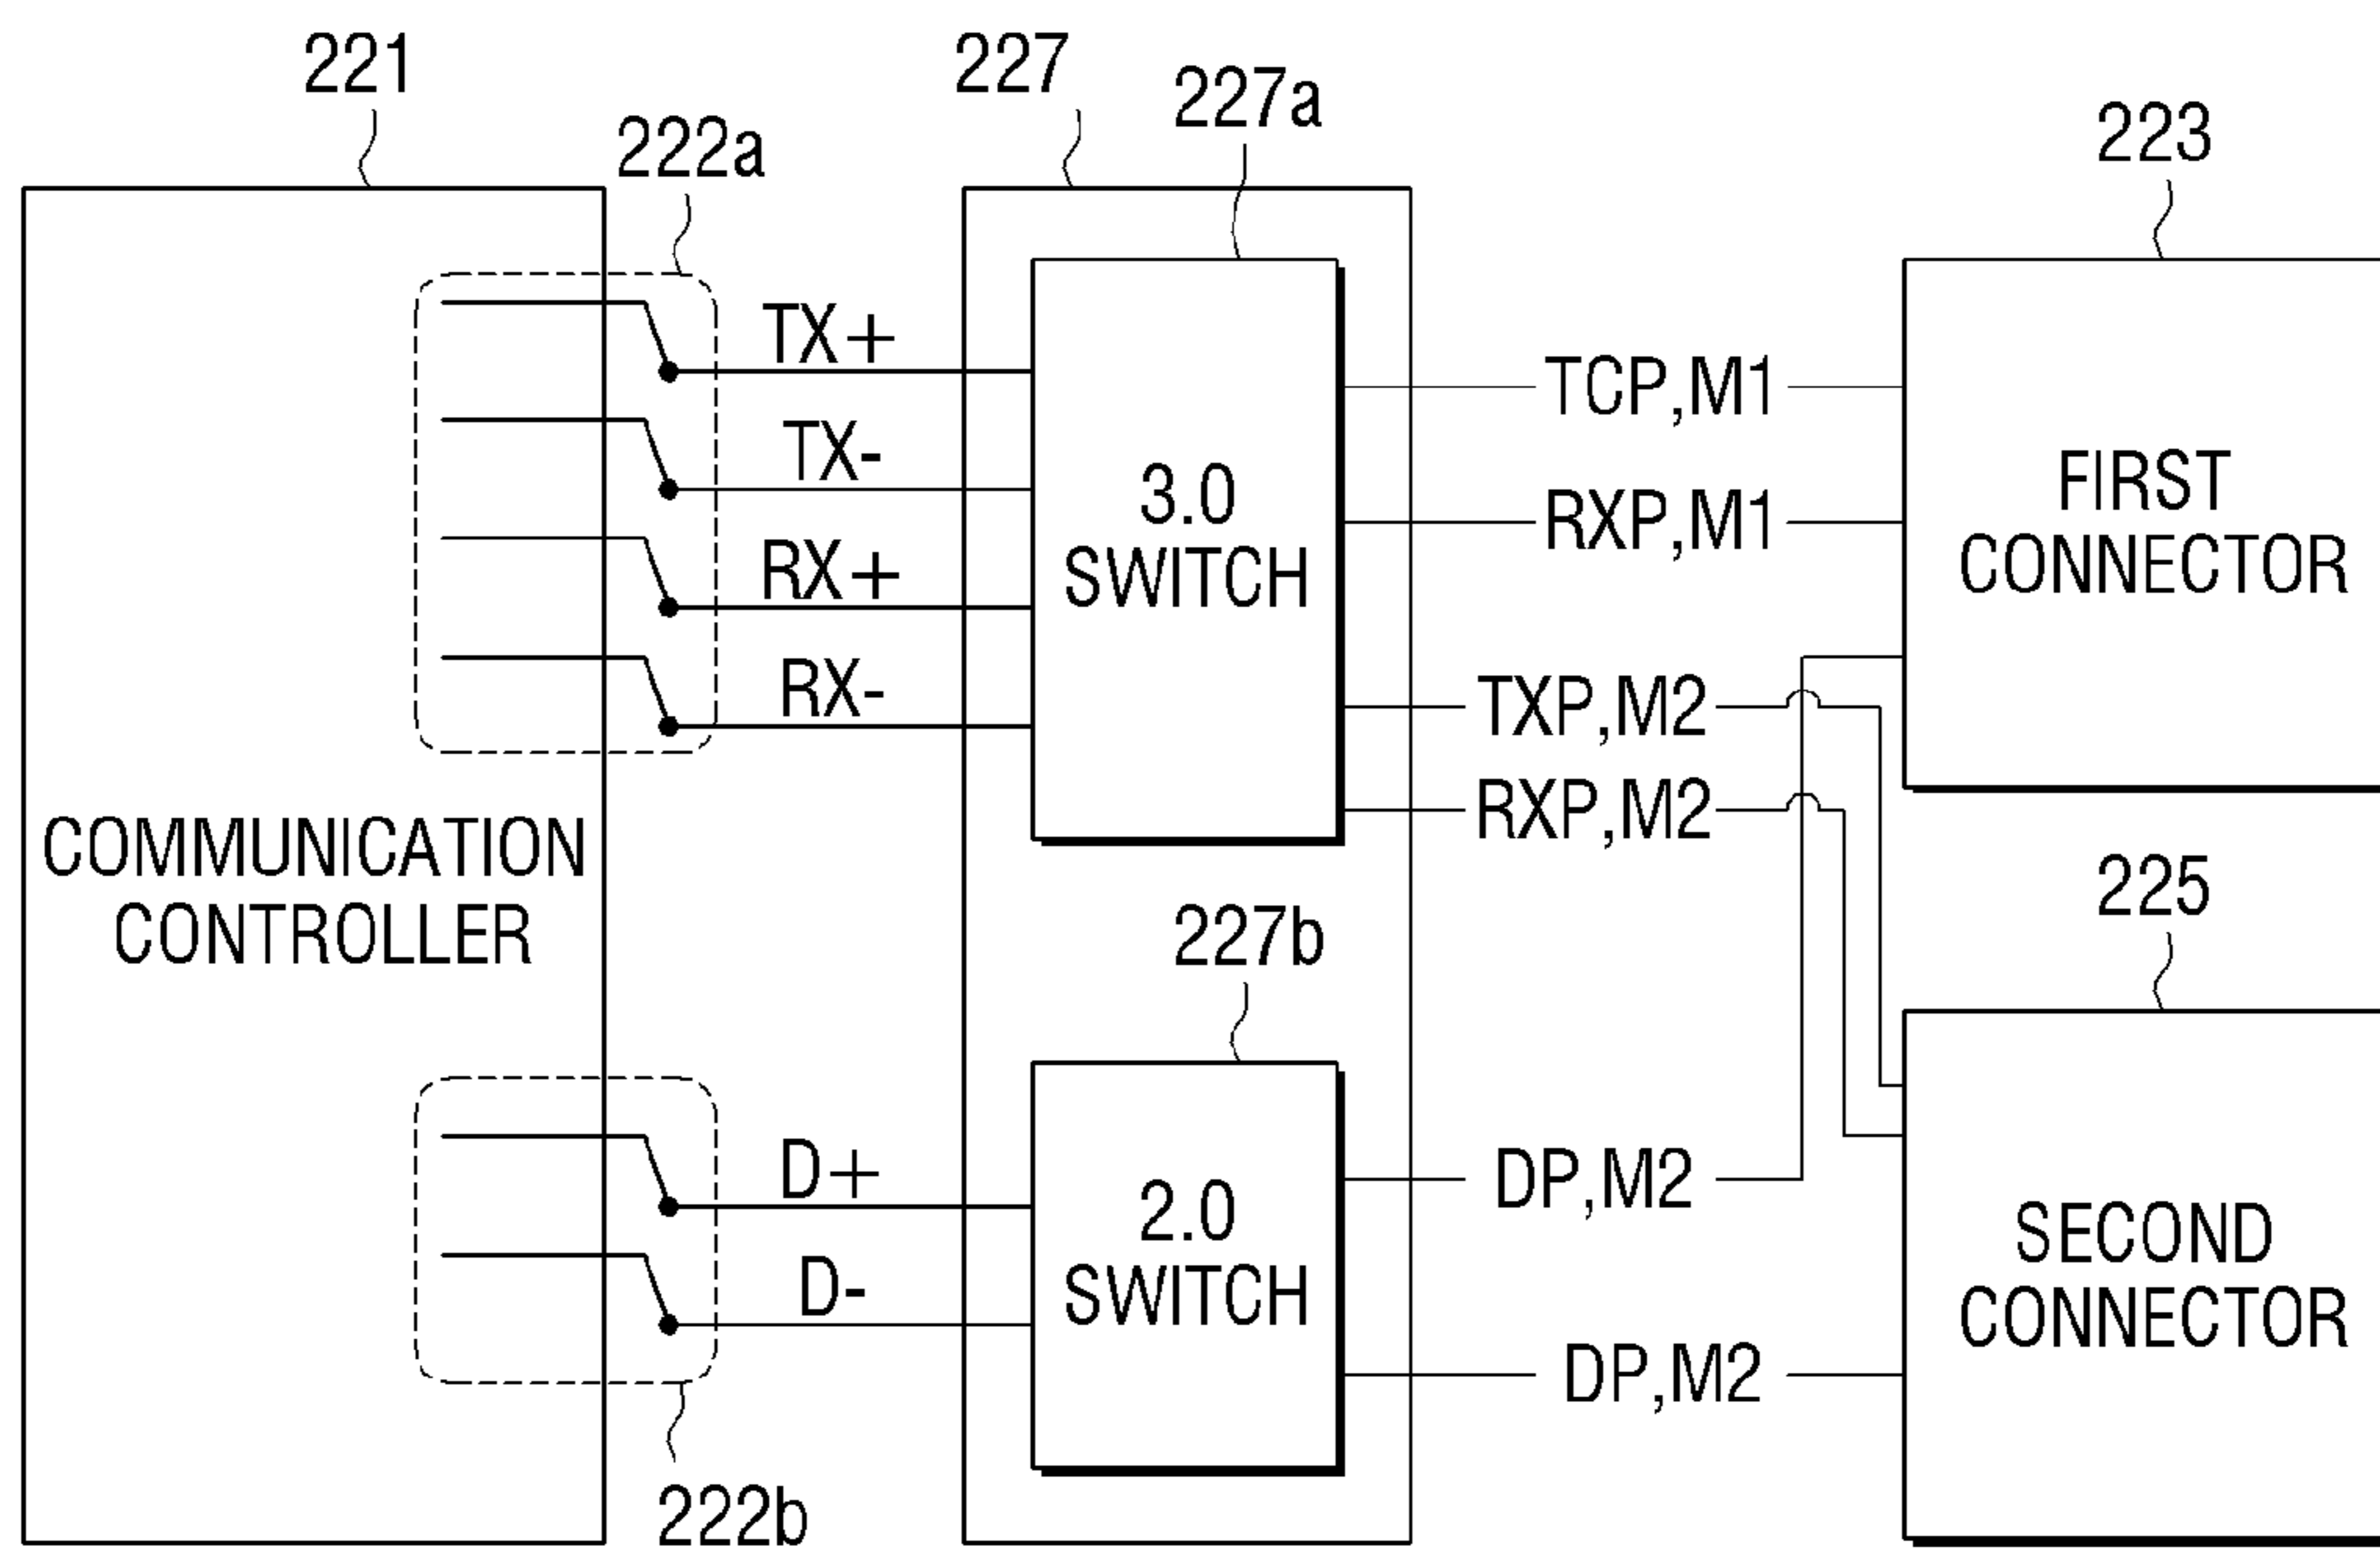 221
222a
227
227a
223
TX+
TX-
RX+
RX-
3.0
SWITCH
TCP,M1
RXP,M1
TXP,M2
RXP,M2
FIRST
CONNECTOR
COMMUNICATION
CONTROLLER
227b
225
D+
D-
2.0
SWITCH
DP,M2
DP,M2
SECOND
CONNECTOR
222b